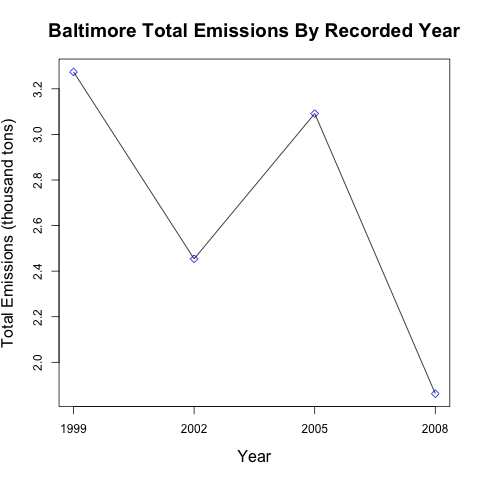 Baltimore Total Emissions By Recorded Year
Total Emissions (thousand tons)
3.2
3.0
2.8
2.6
2.4
2.2
2.0
1999 2002 2005 2008
Year